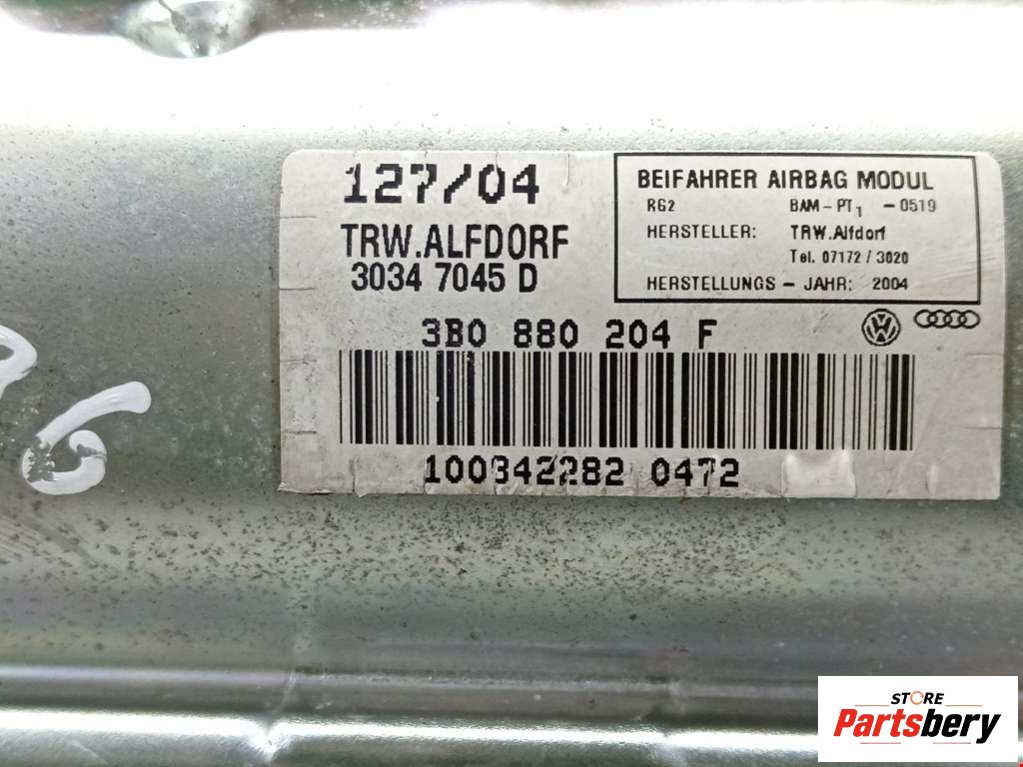 127/04
TRW.ALFDORF
3034 7045 D
BEIFAHRER AIRBAG MODUL
RG2 BAM-PT1 -0519
HERSTELLER: TRW.Alfdorf
Tel. 07172/3020
HERSTELLUNGS - JAHR: 2004
3B0 880 204 F
100342282 0472
6
STORE
Partsbery